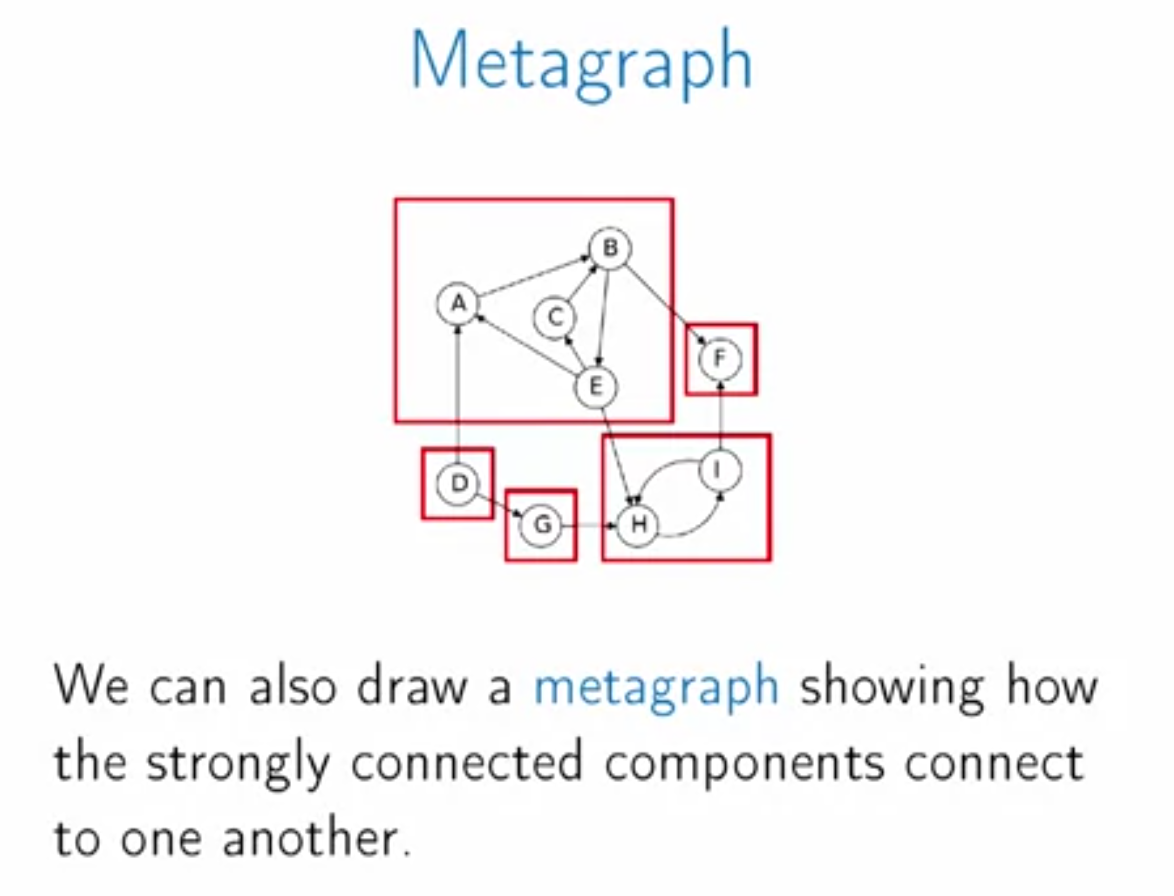 Metagraph
B
A
C
F
E
D
I
G
H
We can also draw a metagraph showing how
the strongly connected components connect
to one another.